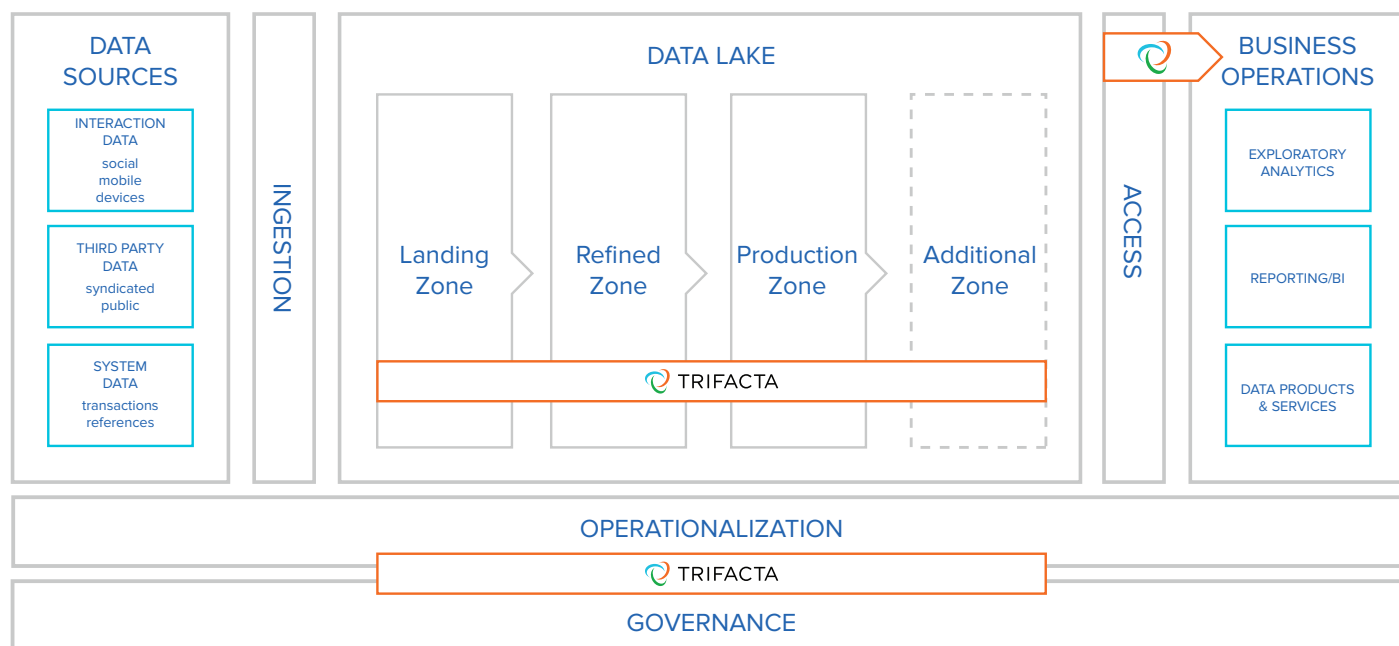 DATA
SOURCES
INTERACTION
DATA
social
mobile
devices
THIRD PARTY
DATA
syndicated
public
SYSTEM
DATA
transactions
references
INGESTION
DATA LAKE
Landing
Zone
Refined
Zone
Production
Zone
Additional
Zone
TRIFACTA
ACCESS
BUSINESS
OPERATIONS
EXPLORATORY
ANALYTICS
REPORTING/BI
DATA PRODUCTS
& SERVICES
OPERATIONALIZATION
TRIFACTA
GOVERNANCE